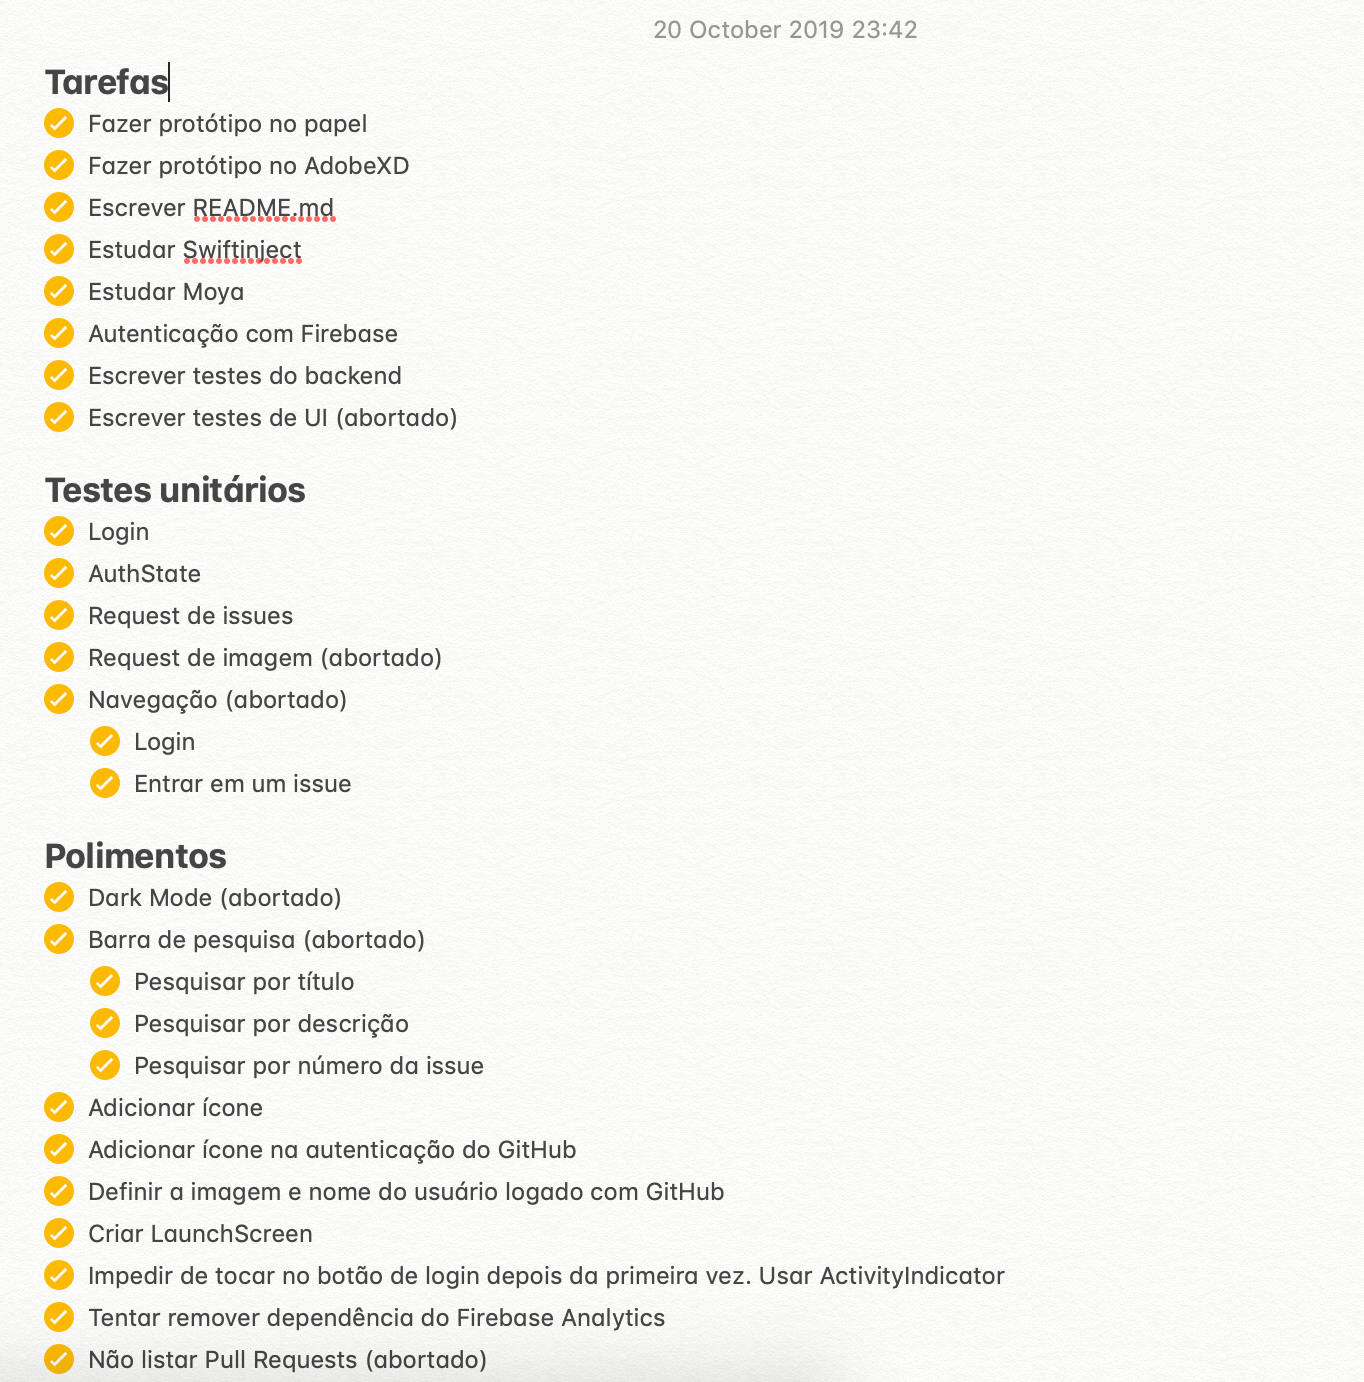 20 October 2019 23:42
Tarefas
Fazer protótipo no papel
Fazer protótipo no AdobeXD
Escrever README.md
Estudar Swiftinject
Estudar Moya
Autenticação com Firebase
Escrever testes do backend
Escrever testes de UI (abortado)
Testes unitários
Login
AuthState
Request de issues
Request de imagem (abortado)
Navegação (abortado)
Login
Entrar em um issue
Polimentos
Dark Mode (abortado)
Barra de pesquisa (abortado)
Pesquisar por título
Pesquisar por descrição
Pesquisar por número da issue
Adicionar ícone
Adicionar ícone na autenticação do GitHub
Definir a imagem e nome do usuário logado com GitHub
Criar LaunchScreen
Impedir de tocar no botão de login depois da primeira vez. Usar ActivityIndicator
Tentar remover dependência do Firebase Analytics
Não listar Pull Requests (abortado)